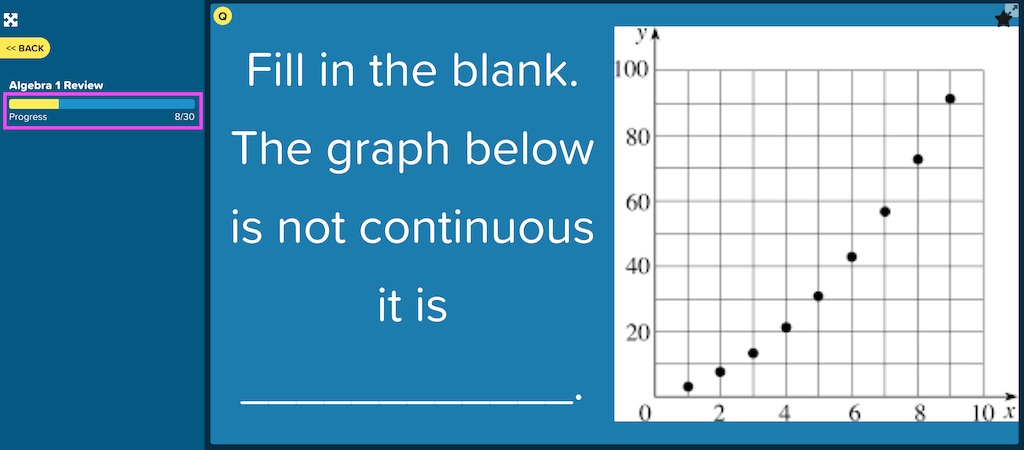 << BACK
Algebra 1 Review
Progress 8/30
Q
Fill in the blank.
The graph below
is not continuous
it is
____________.
y
100
80
60
40
20
0 2 4 6 8 10 x